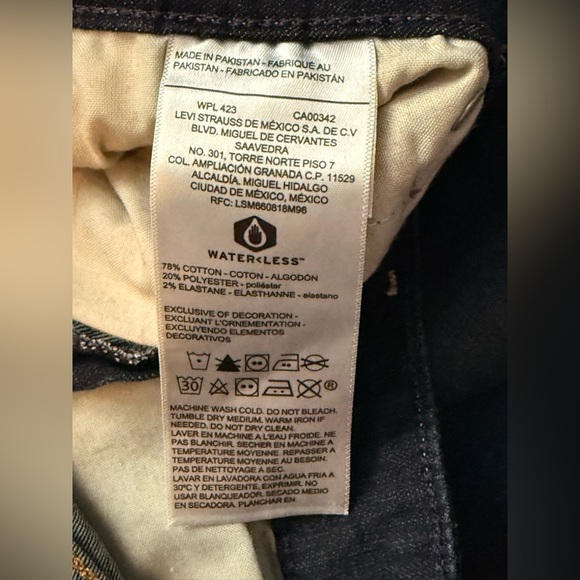 MADE IN PAKISTAN - FABRIQUÉ AU
PAKISTAN - FABRICADO EN PAKISTÁN
WPL 423 CA00342
LEVI STRAUSS DE MÉXICO S.A. DE C.V
BLVD. MIGUEL DE CERVANTES
SAAVEDRA
NO. 301, TORRE NORTE PISO 7
COL. AMPLIACIÓN GRANADA C.P. 11529
ALCALDÍA. MIGUEL HIDALGO
CIUDAD DE MÉXICO, MÉXICO
RFC: LSM660818M96
WATER<LESS™
78% COTTON - COTON - ALGODÓN
20% POLYESTER - poliéster
2% ELASTANE - ELASTHANNE - elastano
EXCLUSIVE OF DECORATION -
EXCLUANT L'ORNEMENTATION -
EXCLUYENDO ELEMENTOS
DECORATIVOS
30 ®
MACHINE WASH COLD. DO NOT BLEACH.
TUMBLE DRY MEDIUM. WARM IRON IF
NEEDED. DO NOT DRY CLEAN.
LAVER EN MACHINE A L'EAU FROIDE. NE
PAS BLANCHIR. SECHER EN MACHINE A
TEMPERATURE MOYENNE. REPASSER A
TEMPERATURE MOYENNE AU BESOIN.
PAS DE NETTOYAGE A SEC.
LAVAR EN LAVADORA CON AGUA FRIA A
30°C Y DETERGENTE, EXPRIMIR. NO
USAR BLANQUEADOR. SECADO MEDIO
EN SECADORA. PLANCHAR EN